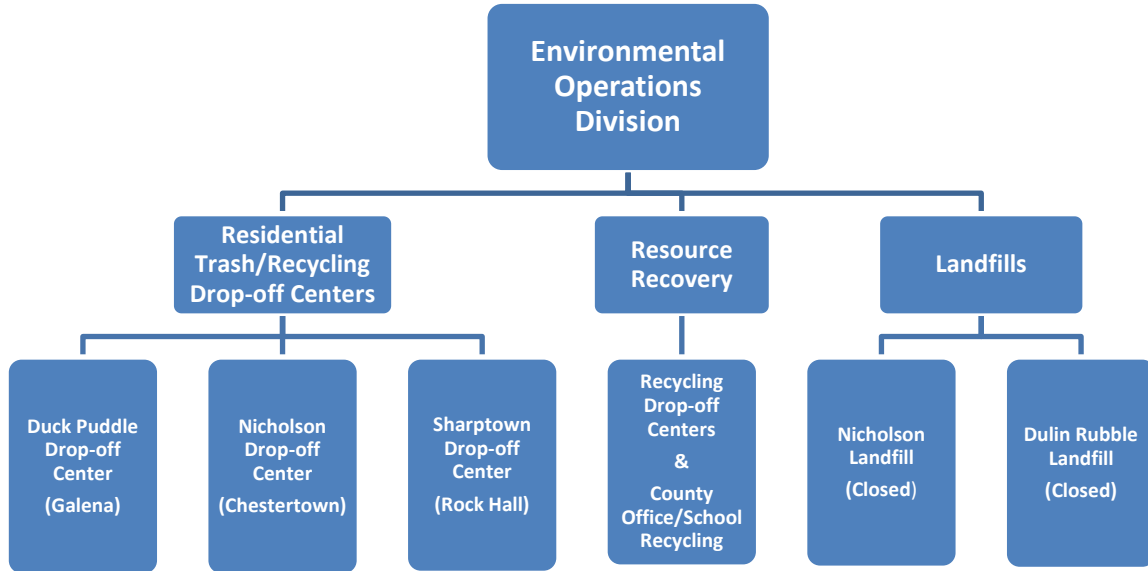 Environmental
Operations
Division
Residential
Trash/Recycling
Drop-off Centers
Resource
Recovery
Landfills
Duck Puddle
Drop-off
Center
(Galena)
Nicholson
Drop-off
Center
(Chestertown)
Sharptown
Drop-off
Center
(Rock Hall)
Recycling
Drop-off
Centers
&
County
Office/School
Recycling
Nicholson
Landfill
(Closed)
Dulin Rubble
Landfill
(Closed)